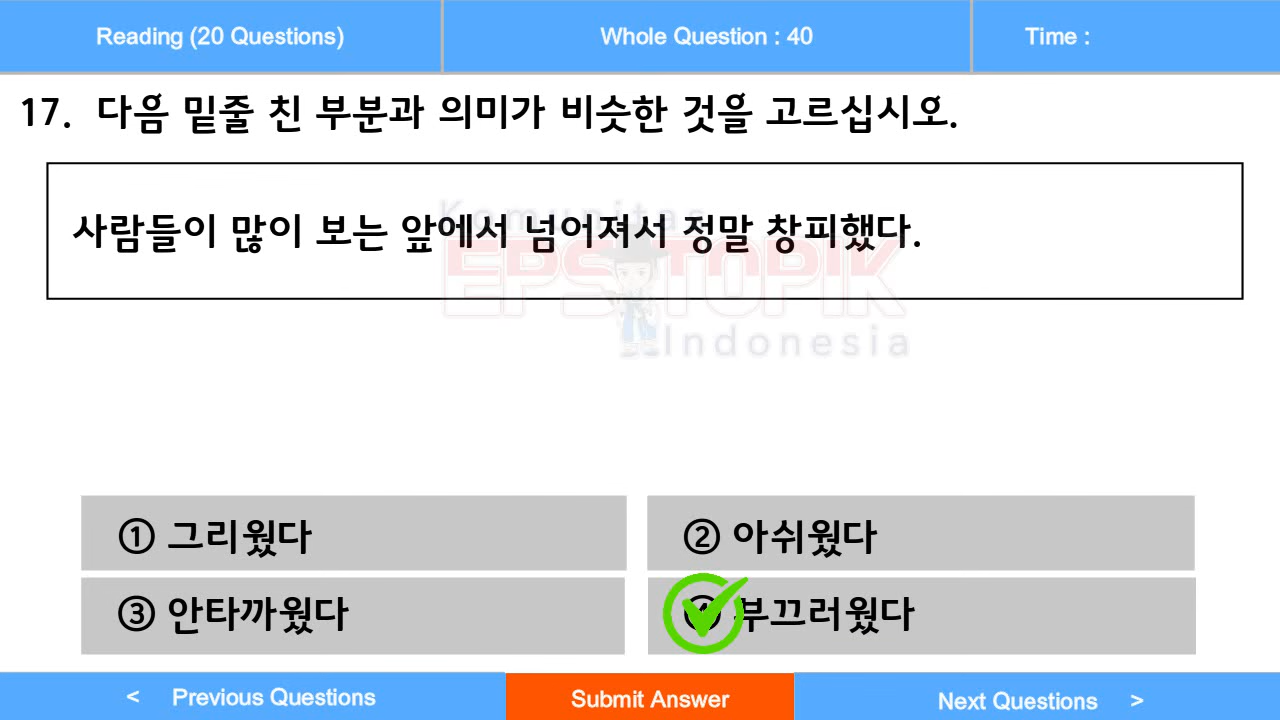 Reading (20 Questions)
Whole Question : 40
Time :
17. 다음 밑줄 친 부분과 의미가 비슷한 것을 고르십시오.
사람들이 많이 보는 앞에서 넘어져서 정말 창피했다.
Komunitas
EPS TOPIK
Indonesia
① 그리웠다
② 아쉬웠다
③ 안타까웠다
④ 부끄러웠다
< Previous Questions
Submit Answer
Next Questions >